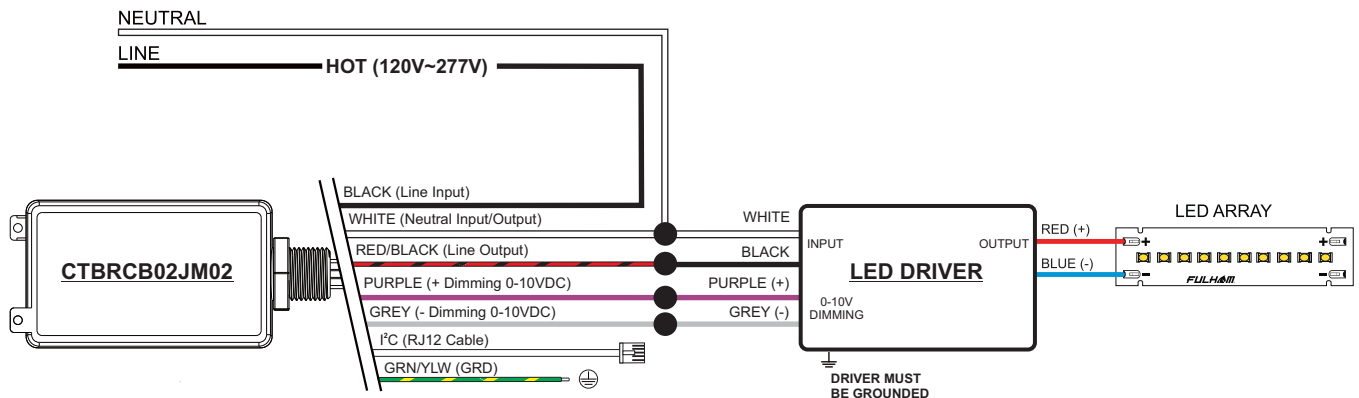 NEUTRAL
LINE
HOT (120V~277V)
BLACK (Line Input)
WHITE (Neutral Input/Output)
RED/BLACK (Line Output)
PURPLE (+ Dimming 0-10VDC)
GREY (- Dimming 0-10VDC)
I²C (RJ12 Cable)
GRN/YLW (GRD)
CTBRCB02JM02
WHITE
BLACK
PURPLE (+)
GREY (-)
INPUT
OUTPUT
LED DRIVER
0-10V
DIMMING
DRIVER MUST
BE GROUNDED
RED (+)
BLUE (-)
LED ARRAY
+ +
- -
FULHAM